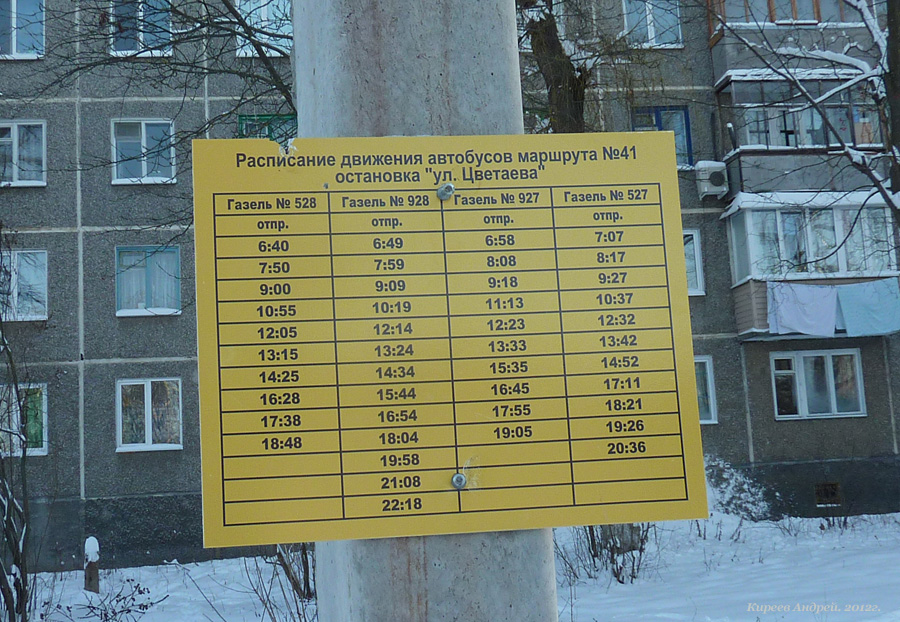 Расписание движения автобусов маршрута №41
остановка "ул. Цветаева"
Газель № 528 Газель № 928 Газель № 927 Газель № 527
отпр. отпр. отпр. отпр.
6:40 6:49 6:58 7:07
7:50 7:59 8:08 8:17
9:00 9:09 9:18 9:27
10:55 10:19 11:13 10:37
12:05 12:14 12:23 12:32
13:15 13:24 13:33 13:42
14:25 14:34 15:35 14:52
16:28 15:44 16:45 17:11
17:38 16:54 17:55 18:21
18:48 18:04 19:05 19:26
19:58 20:36
21:08
22:18
Киреев Андрей. 2012г.